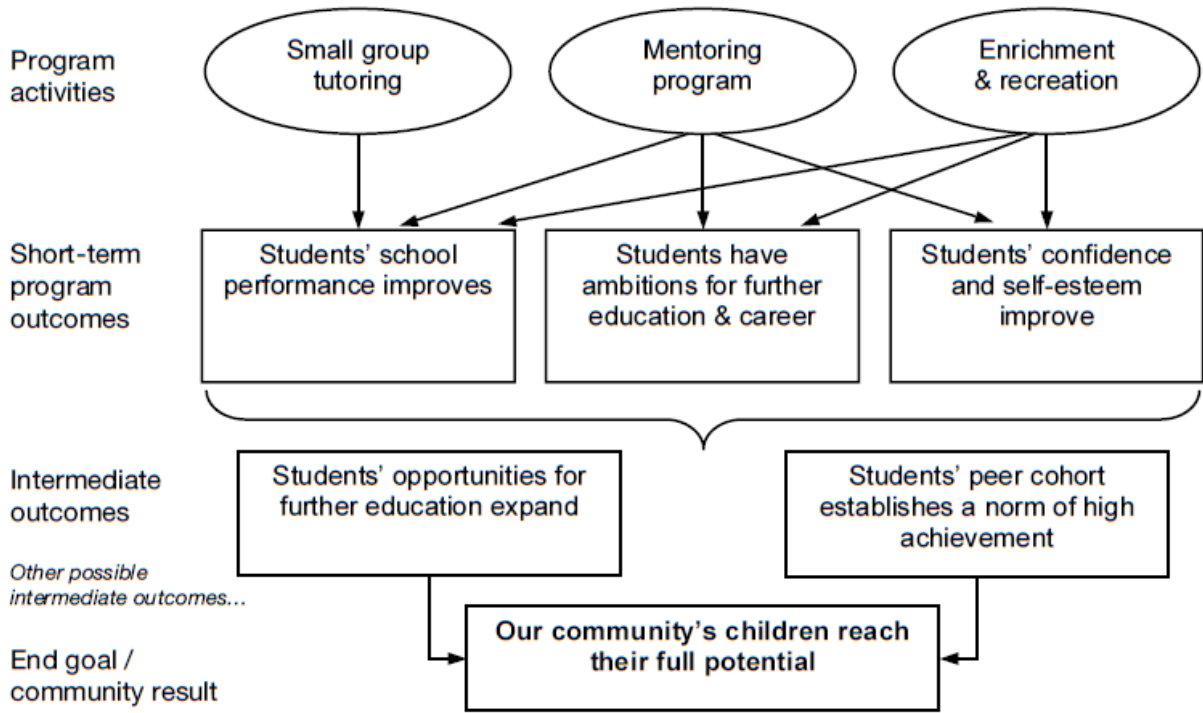 Program
activities
Small group
tutoring
Mentoring
program
Enrichment
& recreation
Short-term
program
outcomes
Students’ school
performance improves
Students have
ambitions for further
education & career
Students’ confidence
and self-esteem
improve
Intermediate
outcomes
Students’ opportunities for
further education expand
Students’ peer cohort
establishes a norm of high
achievement
Other possible
intermediate outcomes…
End goal /
community result
Our community’s children reach
their full potential